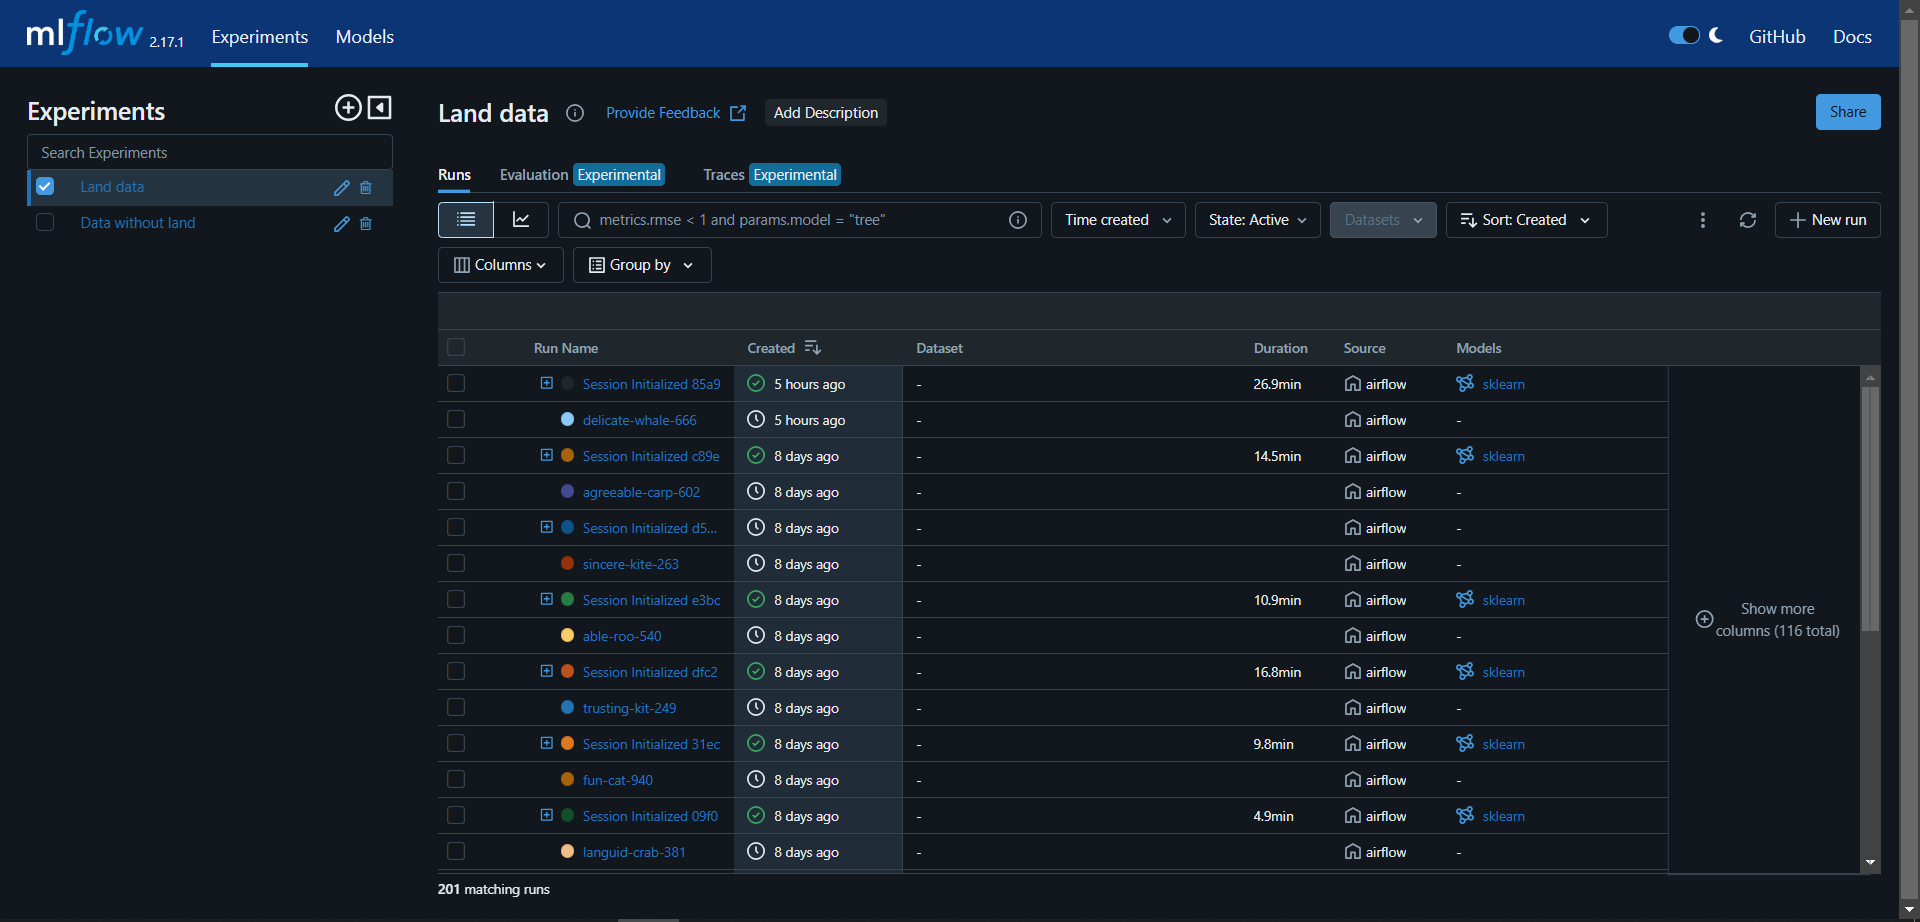 mlflow 2.17.1 Experiments Models GitHub Docs
Experiments
Search Experiments
Land data
Data without land
Land data Provide Feedback Add Description Share
Runs Evaluation Experimental Traces Experimental
metrics.rmse < 1 and params.model = "tree" Time created State: Active Datasets Sort: Created New run
Columns Group by
Run Name Created Dataset Duration Source Models
Session Initialized 85a9 5 hours ago - 26.9min airflow sklearn
delicate-whale-666 5 hours ago - airflow -
Session Initialized c89e 8 days ago - 14.5min airflow sklearn
agreeable-carp-602 8 days ago - airflow -
Session Initialized d5... 8 days ago - airflow -
sincere-kite-263 8 days ago - airflow -
Session Initialized e3bc 8 days ago - 10.9min airflow sklearn
able-roo-540 8 days ago - airflow -
Session Initialized dfc2 8 days ago - 16.8min airflow sklearn
trusting-kit-249 8 days ago - airflow -
Session Initialized 31ec 8 days ago - 9.8min airflow sklearn
fun-cat-940 8 days ago - airflow -
Session Initialized 09f0 8 days ago - 4.9min airflow sklearn
languid-crab-381 8 days ago - airflow -
Show more
columns (116 total)
201 matching runs